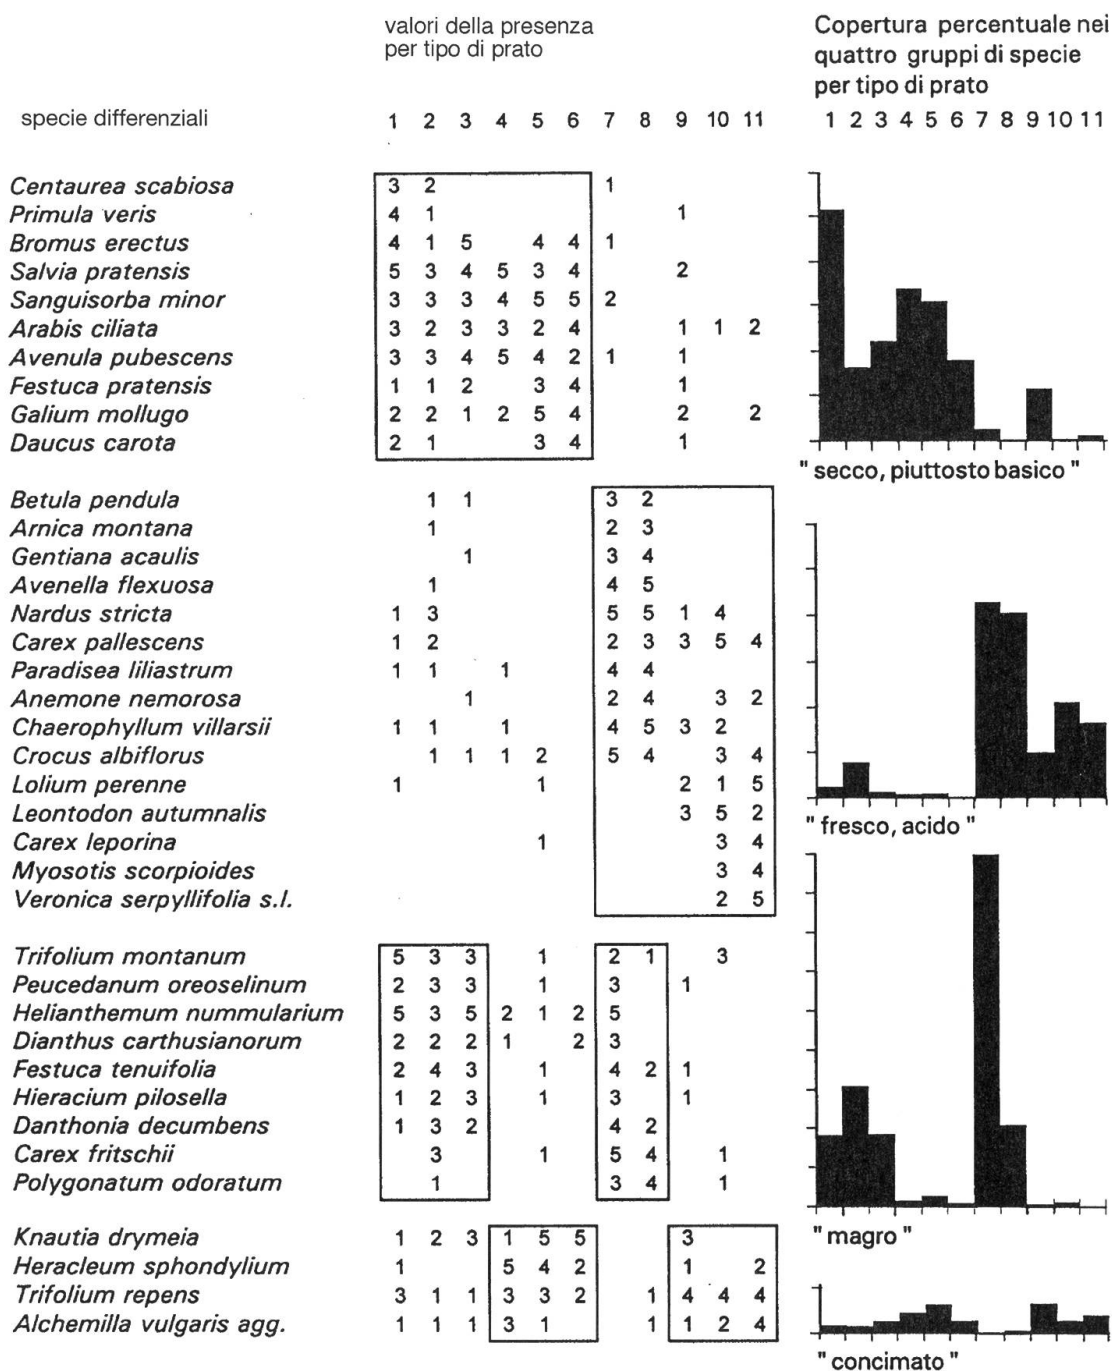 valori della presenza
per tipo di prato
Copertura percentuale nei
quattro gruppi di specie
per tipo di prato
specie differenziali 1 2 3 4 5 6 7 8 9 10 11 1 2 3 4 5 6 7 8 9 10 11
Centaurea scabiosa 3 2 1
Primula veris 4 1 1
Bromus erectus 4 1 5 4 4 1
Salvia pratensis 5 3 4 5 3 4 2
Sanguisorba minor 3 3 3 4 5 5 2
Arabis ciliata 3 2 3 3 2 4 1 1 2
Avenula pubescens 3 3 4 5 4 2 1 1
Festuca pratensis 1 1 2 3 4 1
Galium mollugo 2 2 1 2 5 4 2 2
Daucus carota 2 1 3 4 1
" secco, piuttosto basico "
Betula pendula 1 1 3 2
Arnica montana 1 2 3
Gentiana acaulis 1 3 4
Avenella flexuosa 1 4 5
Nardus stricta 1 3 5 5 1 4
Carex pallescens 1 2 2 3 3 5 4
Paradisea liliastrum 1 1 1 4 4
Anemone nemorosa 1 2 4 3 2
Chaerophyllum villarsii 1 1 1 4 5 3 2
Crocus albiflorus 1 1 1 2 5 4 3 4
Lolium perenne 1 1 2 1 5
Leontodon autumnalis 3 5 2
" fresco, acido "
Carex leporina 1 3 4
Myosotis scorpioides 3 4
Veronica serpyllifolia s.l. 2 5
Trifolium montanum 5 3 3 1 2 1 3
Peucedanum oreoselinum 2 3 3 1 3 1
Helianthemum nummularium 5 3 5 2 1 2 5
Dianthus carthusianorum 2 2 2 1 2 3
Festuca tenuifolia 2 4 3 1 4 2 1
Hieracium pilosella 1 2 3 1 3 1
Danthonia decumbens 1 3 2 4 2
Carex fritschii 3 1 5 4 1
Polygonatum odoratum 1 3 4 1
" magro "
Knautia drymeia 1 2 3 1 5 5 3
Heracleum sphondylium 1 5 4 2 1 2
Trifolium repens 3 1 1 3 3 2 1 4 4 4
Alchemilla vulgaris agg. 1 1 1 3 1 1 1 2 4
" concimato "